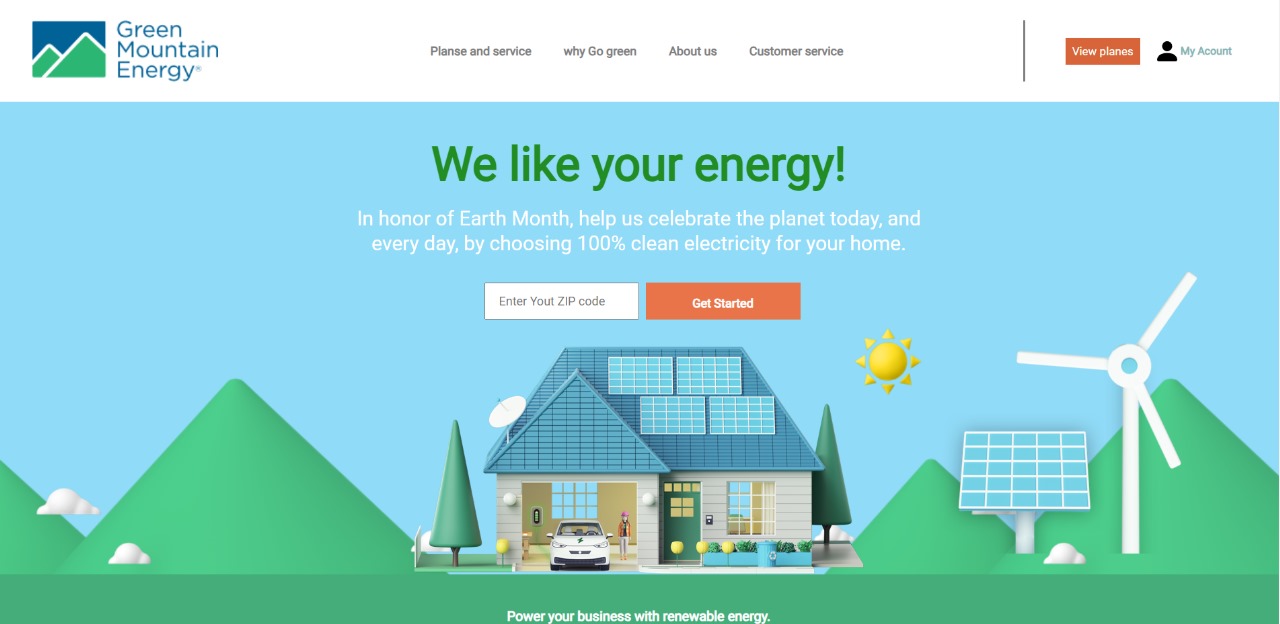 Green
Mountain
Energy®
Planse and service
why Go green
About us
Customer service
View planes
My Acount
We like your energy!
In honor of Earth Month, help us celebrate the planet today, and
every day, by choosing 100% clean electricity for your home.
Enter Yout ZIP code
Get Started
Power your business with renewable energy.